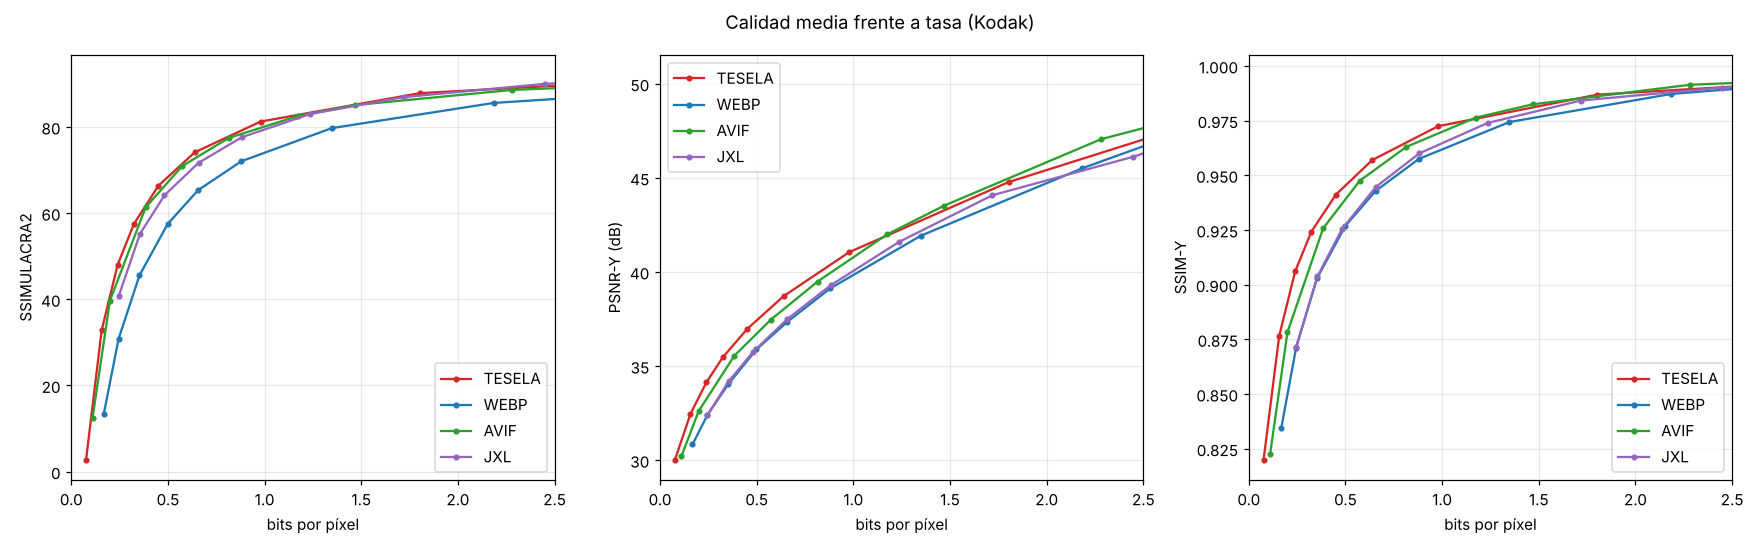 Calidad media frente a tasa (Kodak)
SSIMULACRA2
80
60
40
20
0
0.0 0.5 1.0 1.5 2.0 2.5
bits por píxel
TESELA
WEBP
AVIF
JXL
PSNR-Y (dB)
50
45
40
35
30
0.0 0.5 1.0 1.5 2.0 2.5
bits por píxel
TESELA
WEBP
AVIF
JXL
SSIM-Y
1.000
0.975
0.950
0.925
0.900
0.875
0.850
0.825
0.0 0.5 1.0 1.5 2.0 2.5
bits por píxel
TESELA
WEBP
AVIF
JXL